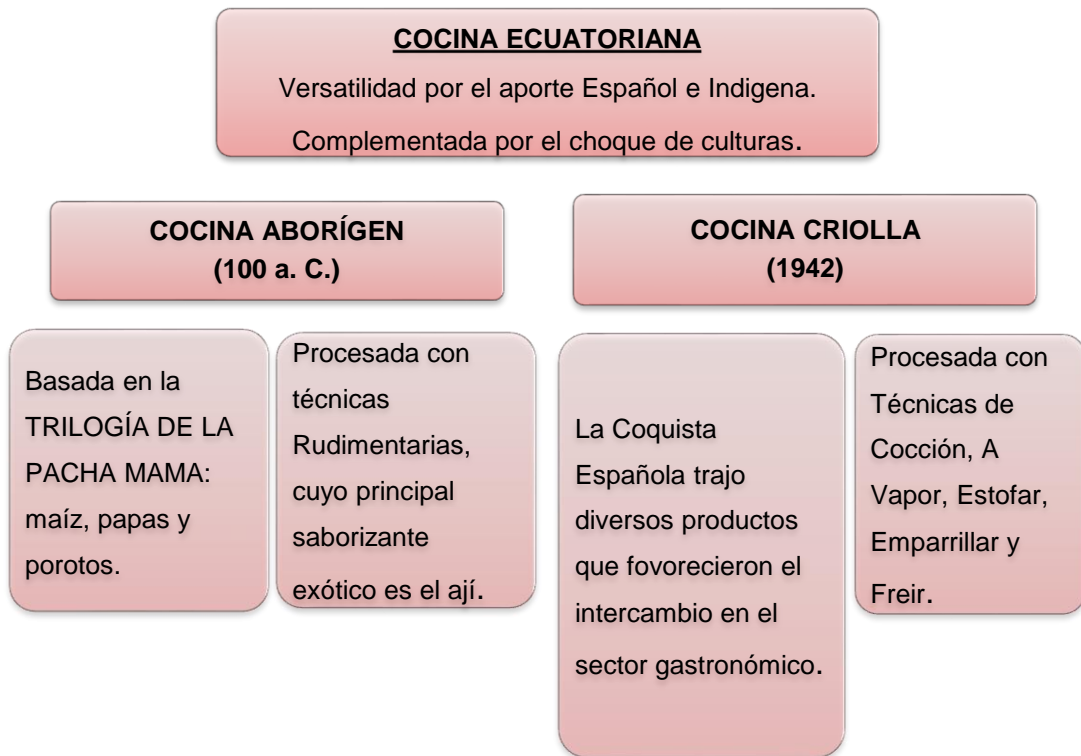 COCINA ECUATORIANA
Versatilidad por el aporte Español e Indigena.
Complementada por el choque de culturas.
COCINA ABORÍGEN
(100 a. C.)
COCINA CRIOLLA
(1942)
Basada en la
TRILOGÍA DE LA
PACHA MAMA:
maíz, papas y
porotos.
Procesada con
técnicas
Rudimentarias,
cuyo principal
saborizante
exótico es el ají.
La Coquista
Española trajo
diversos productos
que fovorecieron el
intercambio en el
sector gastronómico.
Procesada con
Técnicas de
Cocción, A
Vapor, Estofar,
Emparrillar y
Freir.